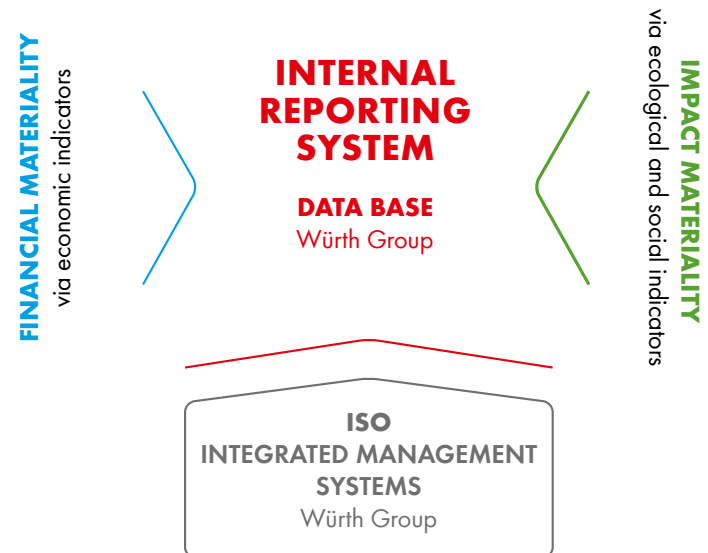 FINANCIAL MATERIALITY
via economic indicators
INTERNAL
REPORTING
SYSTEM
DATA BASE
Würth Group
IMPACT MATERIALITY
via ecological and social indicators
ISO
INTEGRATED MANAGEMENT
SYSTEMS
Würth Group